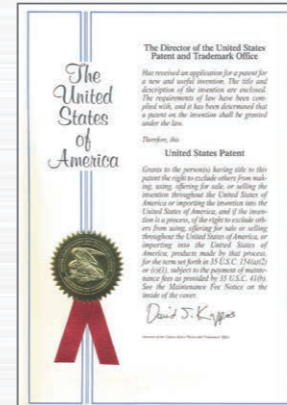 The
United
States
of
America
The Director of the United States
Patent and Trademark Office
Has received an application for a patent for
a new and useful invention. The title and
description of the invention are enclosed.
The requirements of law have been com-
plied with, and it has been determined that
a patent on the invention shall be granted
under the law.
Therefore, this
United States Patent
Grants to the person(s) having title to this
patent the right to exclude others from mak-
ing, using, offering for sale, or selling the
invention throughout the United States of
America or importing the invention into the
United States of America, and if the inven-
tion is a process, of the right to exclude oth-
ers from using, offering for sale or selling
throughout the United States of America, or
importing into the United States of
America, products made by that process,
for the term set forth in 35 U.S.C. 154(a)(2)
or (c)(1), subject to the payment of mainte-
nance fees as provided by 35 U.S.C. 41(b).
See the Maintenance Fee Notice on the
inside of the cover.
David J. Kappos